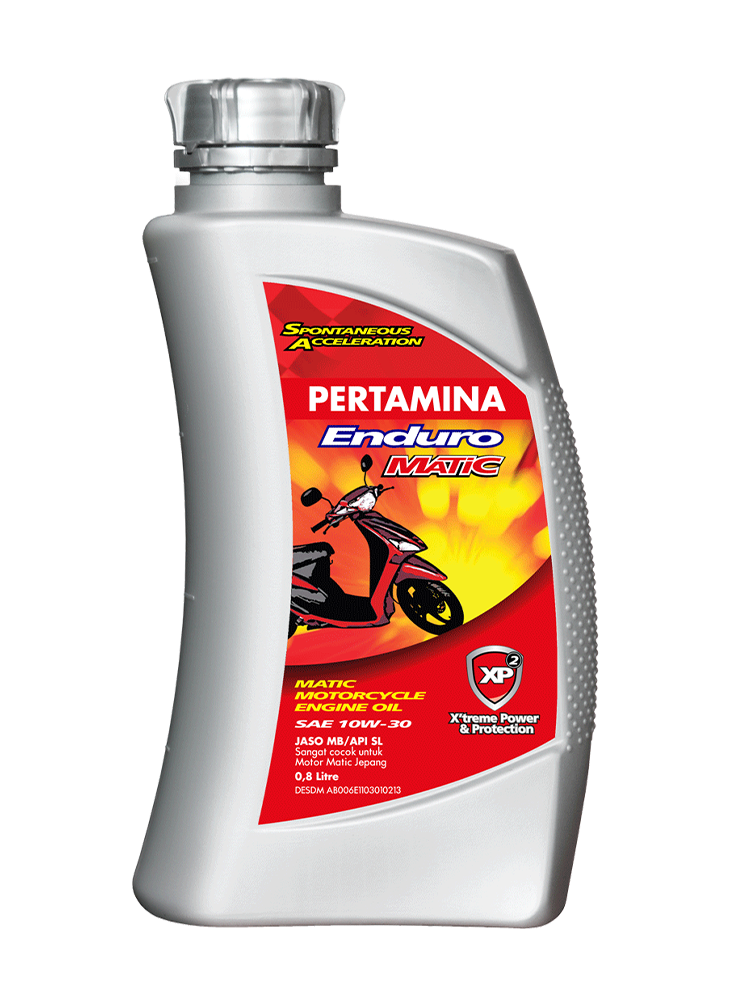 SPONTANEOUS
ACCELERATION
PERTAMINA
Enduro
MATIC
MATIC
MOTORCYCLE
ENGINE OIL
SAE 10W-30
JASO MB/API SL
Sangat cocok untuk
Motor Matic Jepang
0,8 Litre
DESDM AB006E1103010213
XP2
X'treme Power
& Protection